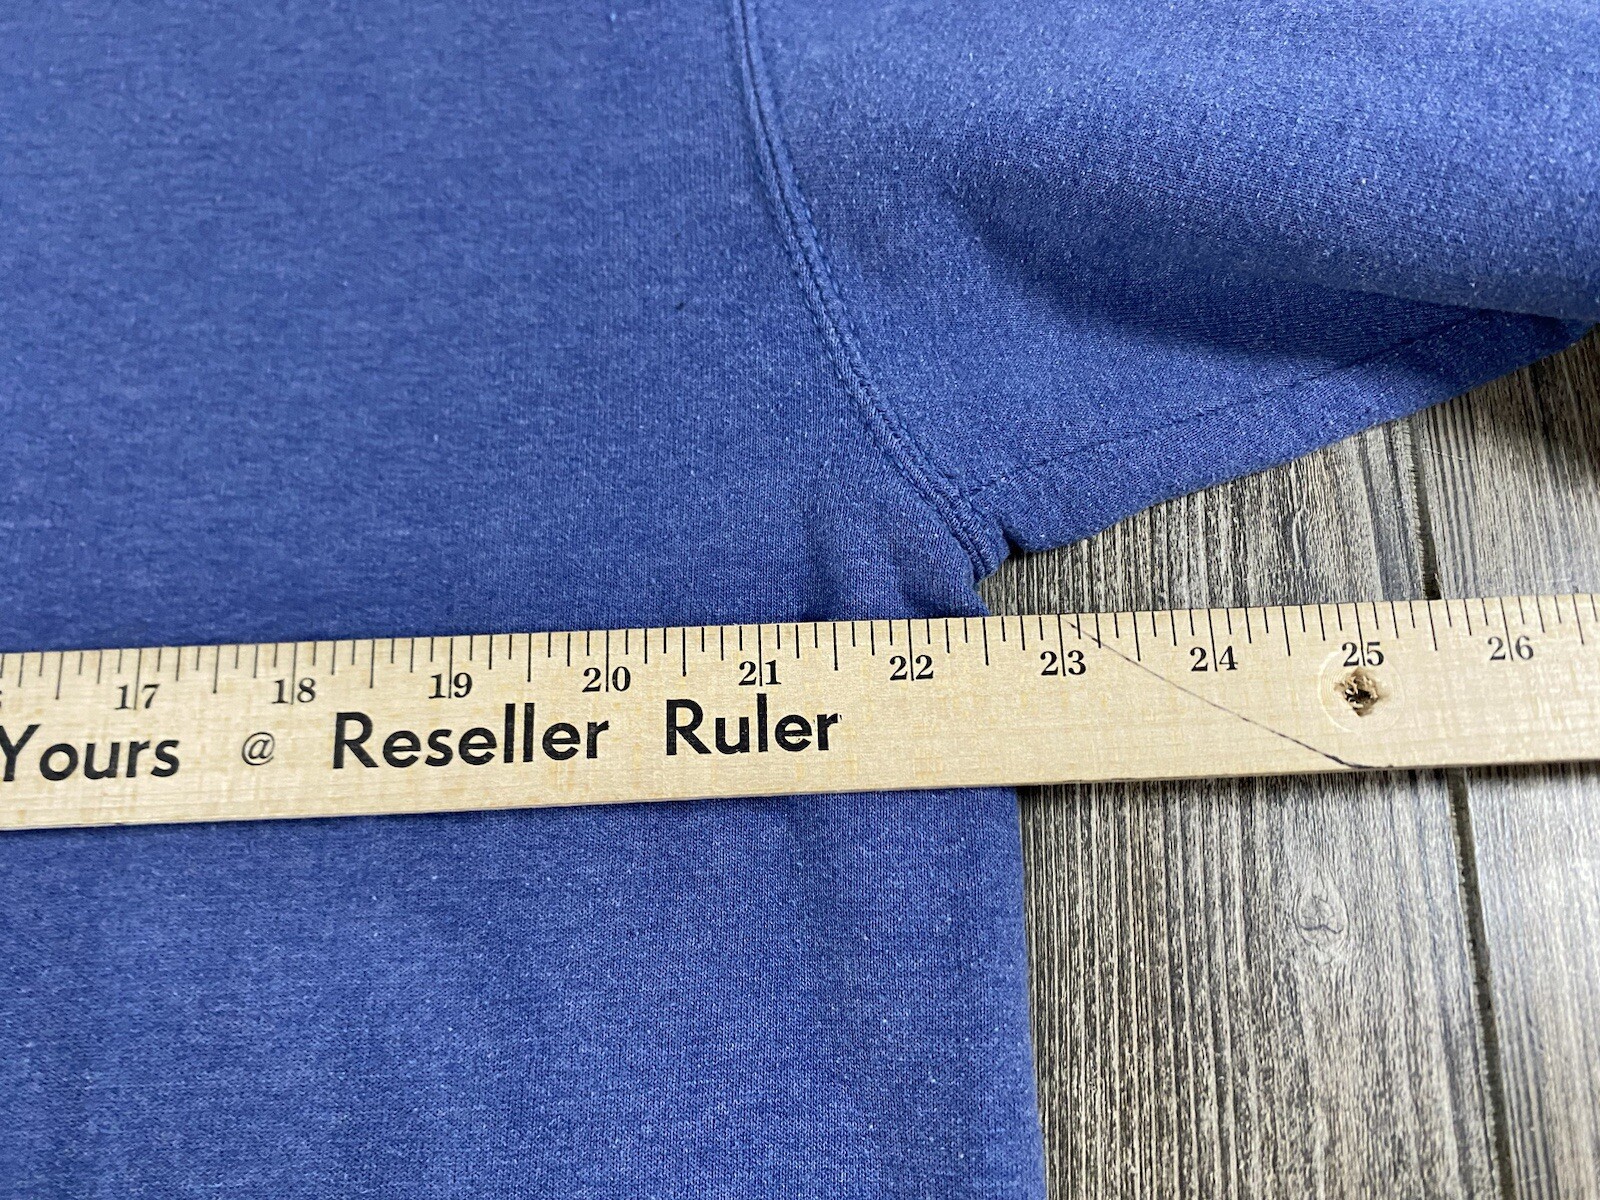 17 18 19 20 21 22 23 24 25 26
Yours @ Reseller Ruler